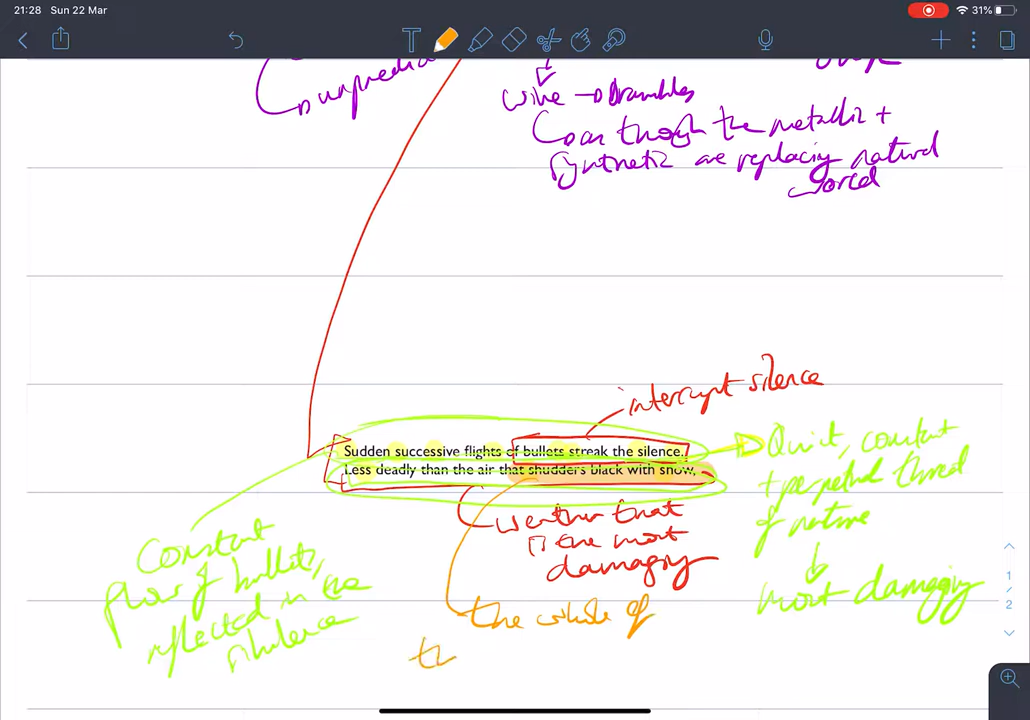 21:28 Sun 22 Mar
31%
wire → Brambles
through the metallic +
synthetic are replacing natural
interrupt silence
Sudden successive flights of bullets streak the silence.
Less deadly than the air that shudders black with snow,
Quiet, constant
+ perpetual threat
of nature
most damaging
weather that
is the most
damaging
Constant
flow of bullets,
reflected in the
sibilance
the whole of
th
1
/
2